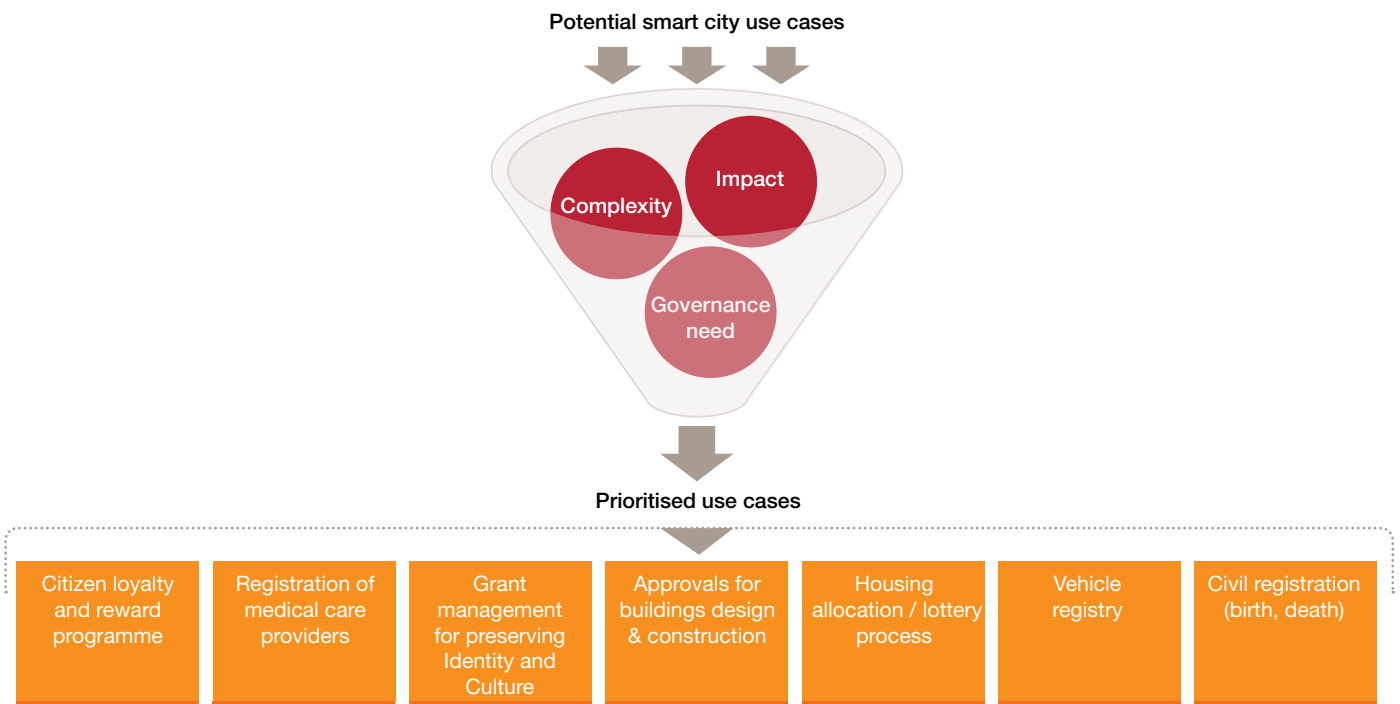 Potential smart city use cases
Impact
Complexity
Governance
need
Prioritised use cases
Citizen loyalty
and reward
programme
Registration of
medical care
providers
Grant
management
for preserving
Identity and
Culture
Approvals for
buildings design
& construction
Housing
allocation / lottery
process
Vehicle
registry
Civil registration
(birth, death)